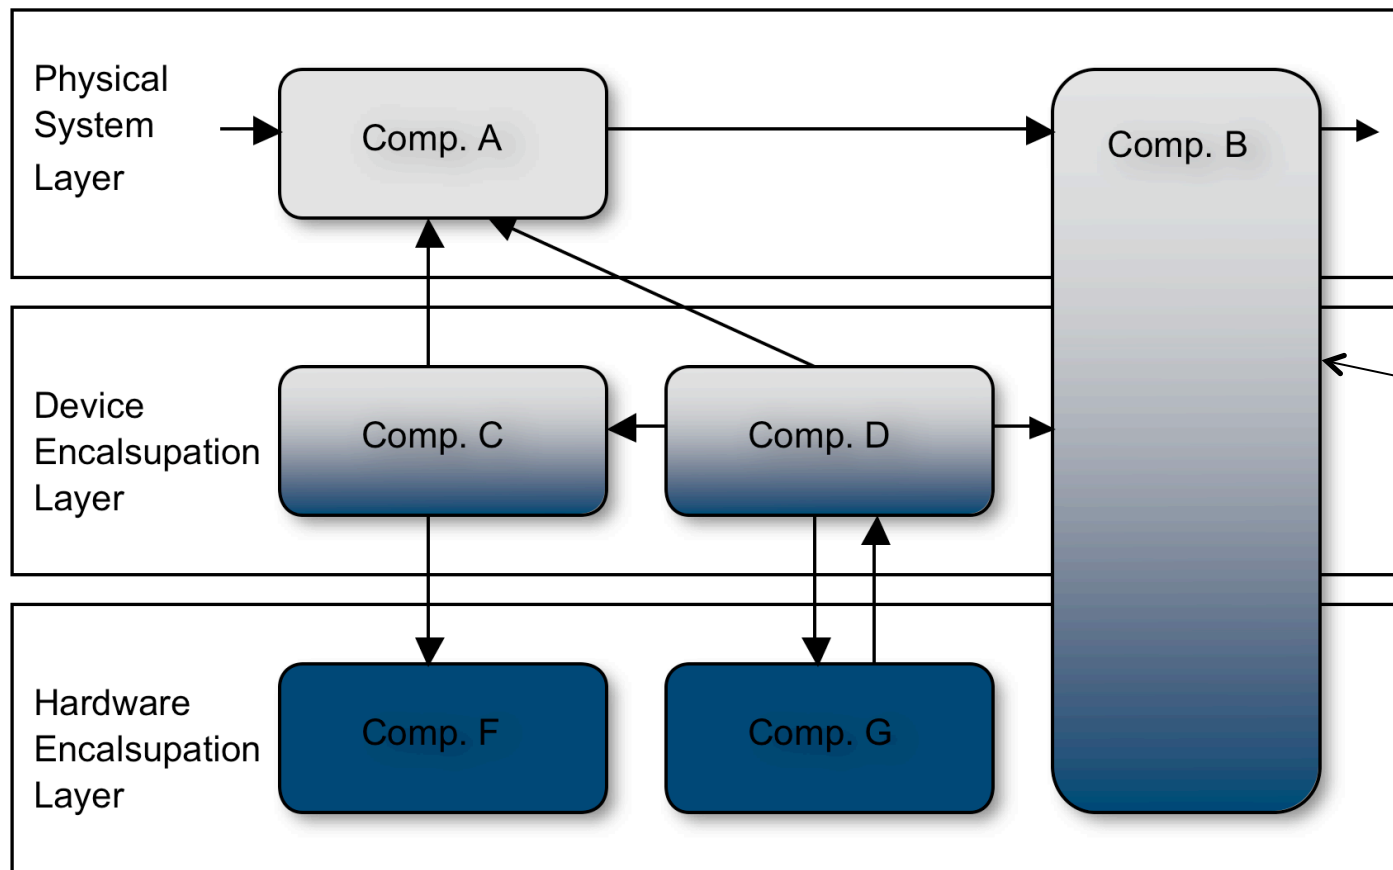 Physical
System
Layer
Comp. A
Comp. B
Device
Encalsupation
Layer
Comp. C
Comp. D
Hardware
Encalsupation
Layer
Comp. F
Comp. G